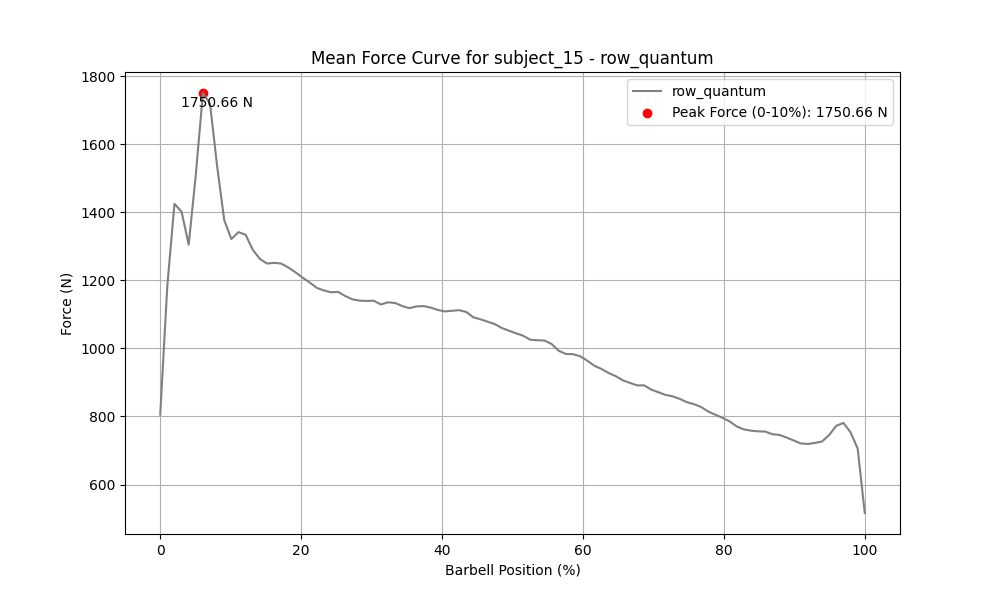 Mean Force Curve for subject_15 - row_quantum
row_quantum
Peak Force (0-10%): 1750.66 N
1750.66 N
1800
1600
1400
1200
1000
800
600
Force (N)
0 20 40 60 80 100
Barbell Position (%)